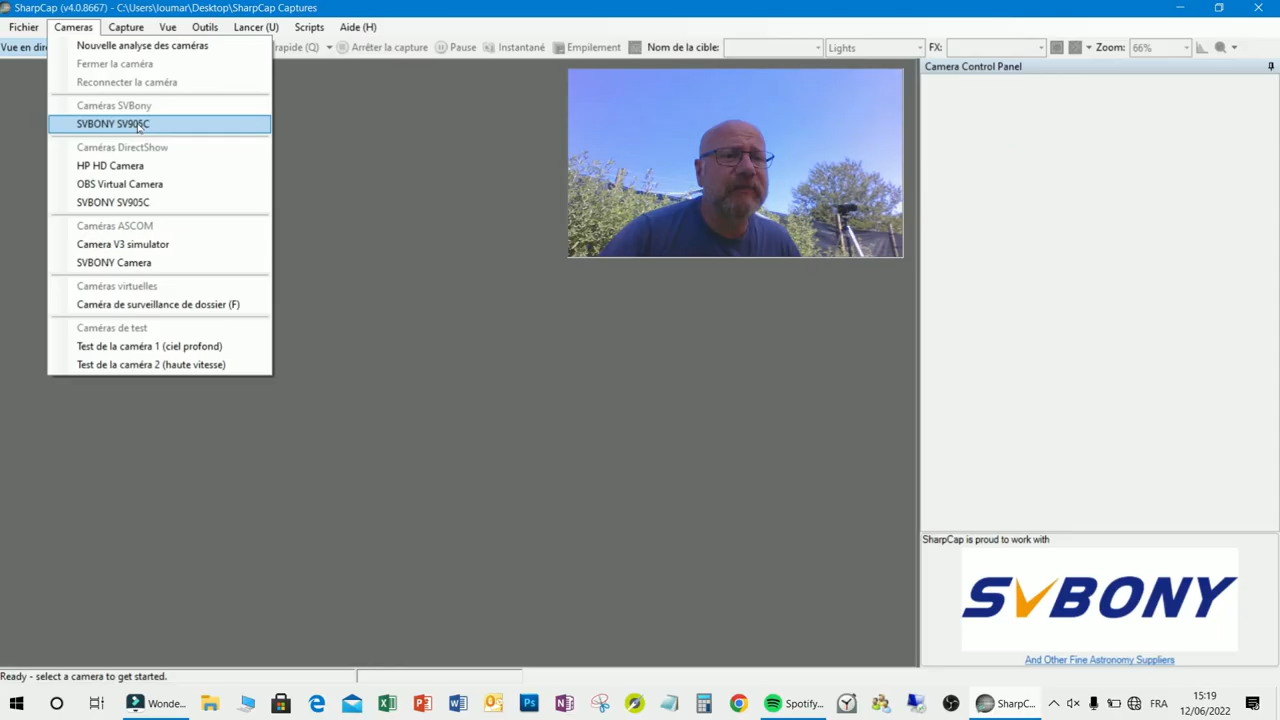 SharpCap (v4.0.8667) - C:\Users\loumar\Desktop\SharpCap Captures
Fichier Cameras Capture Vue Outils Lancer (U) Scripts Aide (H)
Vue en dir rapide (Q) Arrêter la capture Pause Instantané Empilement Nom de la cible: Lights FX: Zoom: 66%
Nouvelle analyse des caméras
Fermer la caméra
Reconnecter la caméra
Caméras SVBony
SVBONY SV905C
Caméras DirectShow
HP HD Camera
OBS Virtual Camera
SVBONY SV905C
Caméras ASCOM
Camera V3 simulator
SVBONY Camera
Caméras virtuelles
Caméra de surveillance de dossier (F)
Caméras de test
Test de la caméra 1 (ciel profond)
Test de la caméra 2 (haute vitesse)
Camera Control Panel
SharpCap is proud to work with
SVBONY
And Other Fine Astronomy Suppliers
Ready - select a camera to get started.
Wonde... Spotify... SharpC... FR
15:19
12/06/2022